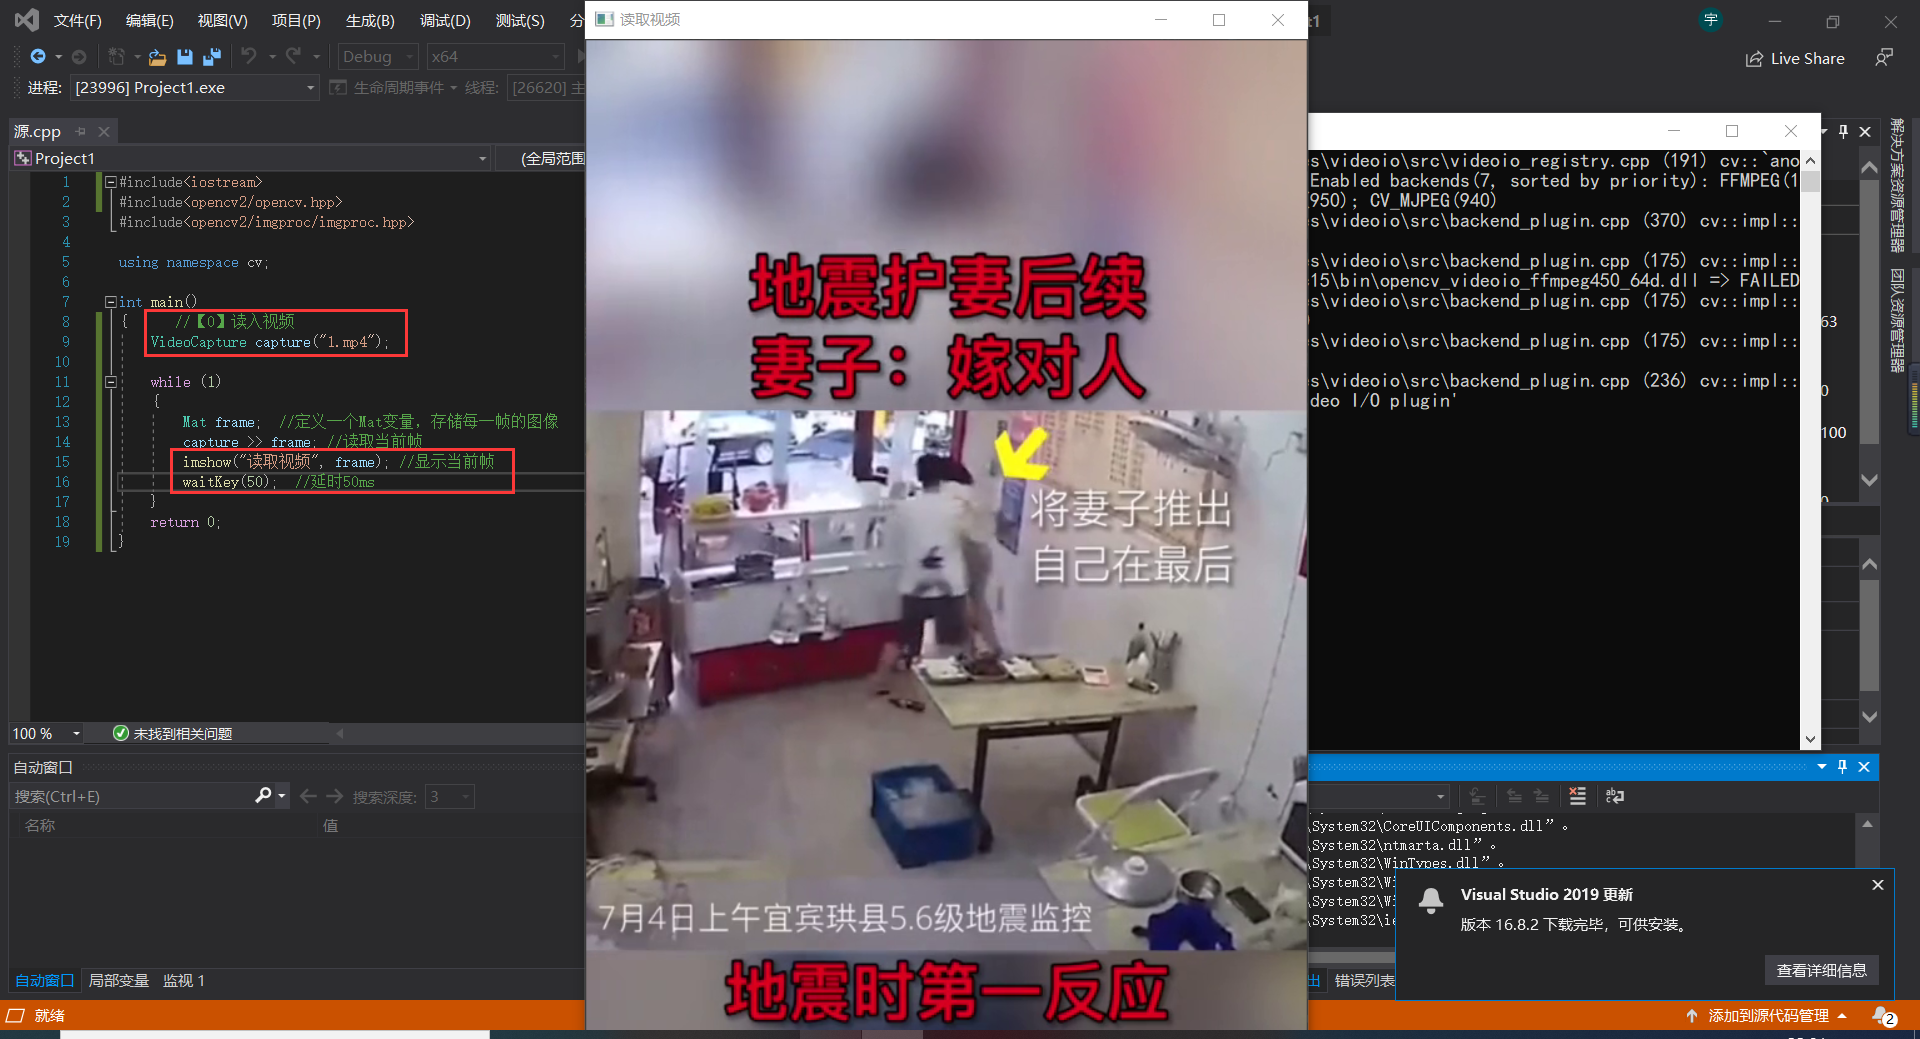 文件(F) 编辑(E) 视图(V) 项目(P) 生成(B) 调试(D) 测试(S) 分
读取视频
宇
Debug x64
Live Share
进程: [23996] Project1.exe 生命周期事件 线程: [26620] 主
源.cpp
Project1 (全局范围
1 #include<iostream>
2 #include<opencv2/opencv.hpp>
3 #include<opencv2/imgproc/imgproc.hpp>
4
5 using namespace cv;
6
7 int main()
8 { //【0】读入视频
9 VideoCapture capture("1.mp4");
10
11 while (1)
12 {
13 Mat frame; //定义一个Mat变量，存储每一帧的图像
14 capture >> frame; //读取当前帧
15 imshow("读取视频", frame); //显示当前帧
16 waitKey(50); //延时50ms
17 }
18 return 0;
19 }
100 % 未找到相关问题
自动窗口
搜索(Ctrl+E) 搜索深度: 3
名称 值
自动窗口 局部变量 监视 1
就绪
地震护妻后续
妻子：嫁对人
将妻子推出
自己在最后
7月4日上午宜宾珙县5.6级地震监控
地震时第一反应
s\videoio\src\videoio_registry.cpp (191) cv::`ano
Enabled backends(7, sorted by priority): FFMPEG(1
950); CV_MJPEG(940)
s\videoio\src\backend_plugin.cpp (370) cv::impl::
s\videoio\src\backend_plugin.cpp (175) cv::impl::
15\bin\opencv_videoio_ffmpeg450_64d.dll => FAILED
s\videoio\src\backend_plugin.cpp (175) cv::impl::
s\videoio\src\backend_plugin.cpp (175) cv::impl::
s\videoio\src\backend_plugin.cpp (236) cv::impl::
deo I/O plugin'
63
0
100
解决方案资源管理器
团队资源管理器
\System32\CoreUIComponents.dll”。
\System32\ntmarta.dll”。
\System32\WinTypes.dll”。
\System32\Wi
\System32\Wi
\System32\ie
Visual Studio 2019 更新
版本 16.8.2 下载完毕，可供安装。
查看详细信息
出 错误列表
添加到源代码管理
2